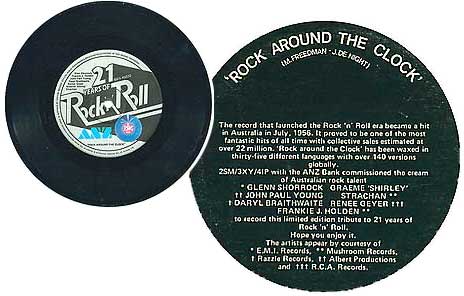 21
YEARS OF
Rock 'n' Roll
ANZ
"ROCK AROUND THE CLOCK"
'ROCK AROUND THE CLOCK'
(M. FREEDMAN - J. DE NIGHT)
The record that launched the Rock 'n' Roll era became a hit
in Australia in July, 1956. It proved to be one of the most
fantastic hits of all time with collective sales estimated at
over 22 million. 'Rock around the Clock' has been waxed in
thirty-five different languages with over 140 versions
globally.
2SM/3XY/4IP with the ANZ Bank commissioned the cream
of Australian rock talent
* GLENN SHORROCK GRAEME 'SHIRLEY'
†† JOHN PAUL YOUNG STRACHAN **
† DARYL BRAITHWAITE RENEE GEYER †††
FRANKIE J. HOLDEN **
to record this limited edition tribute to 21 years of
Rock 'n' Roll.
Hope you enjoy it.
The artists appear by courtesy of
* E.M.I. Records, ** Mushroom Records,
† Razzle Records, †† Albert Productions
and ††† R.C.A. Records.